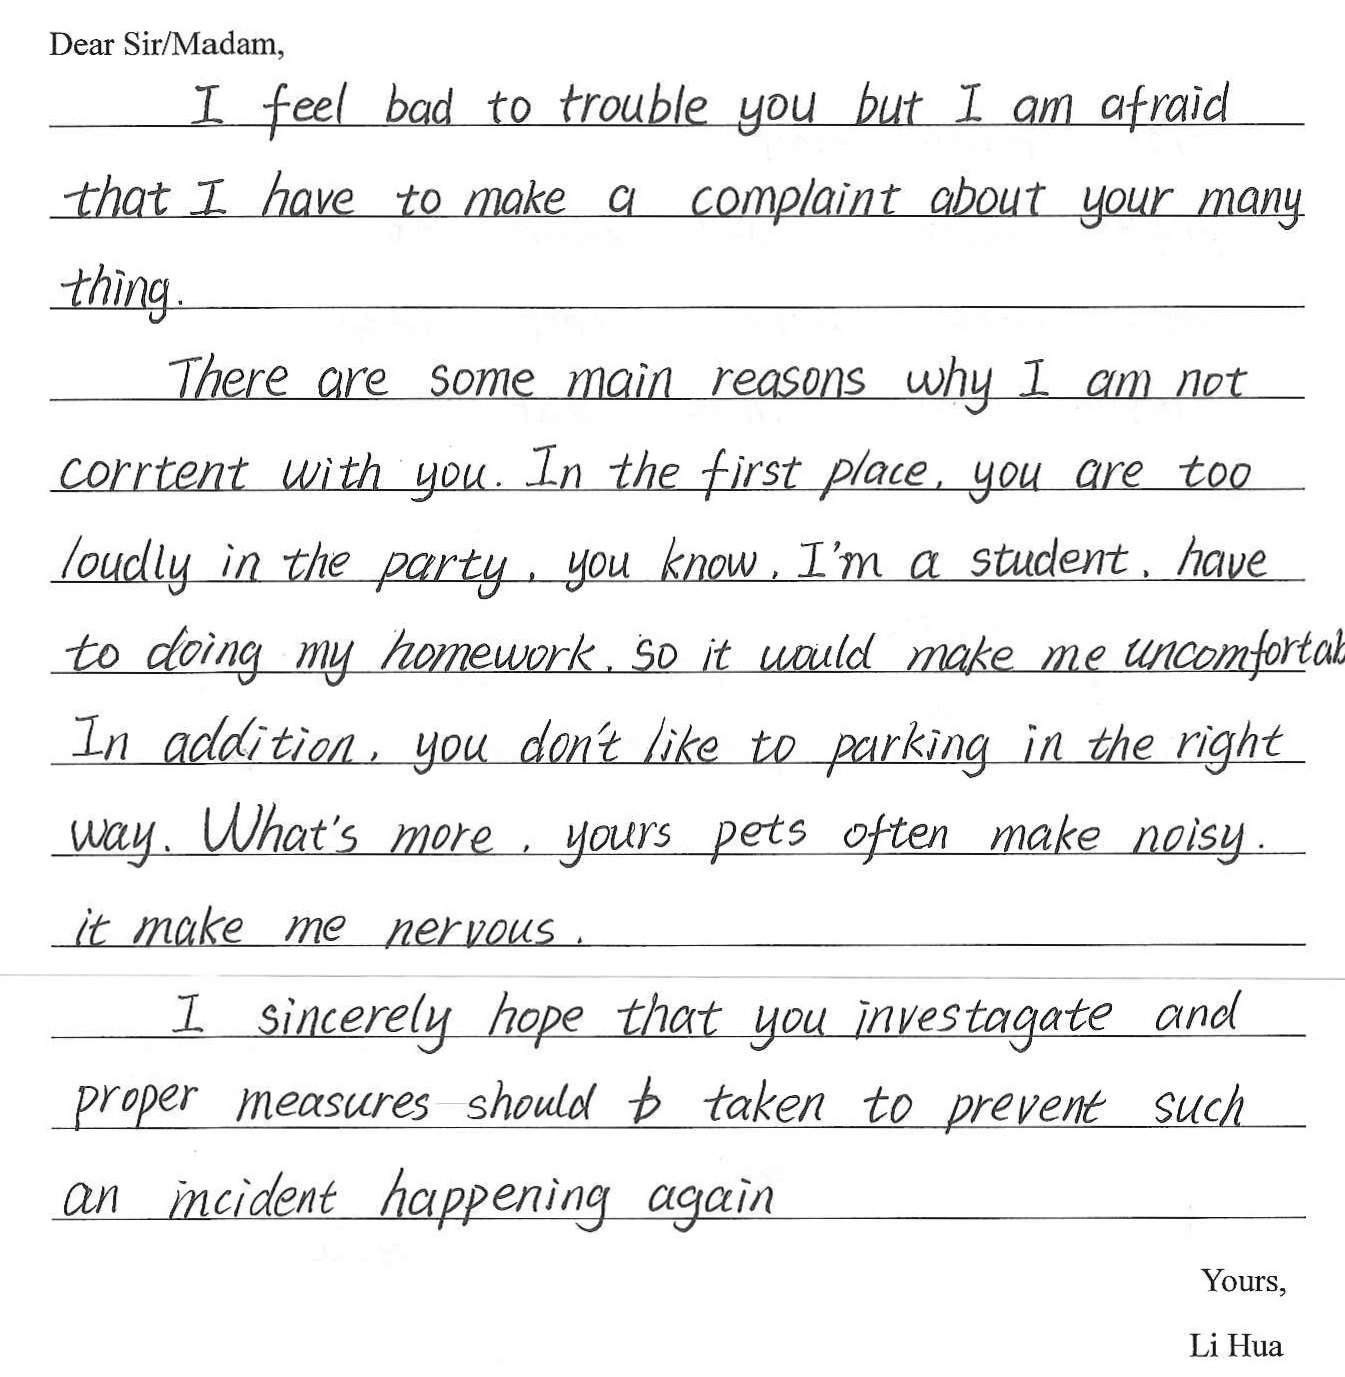 Dear Sir/Madam,
I feel bad to trouble you but I am afraid
that I have to make a complaint about your many
thing.
There are some main reasons why I am not
corrtent with you. In the first place, you are too
loudly in the party, you know, I'm a student, have
to doing my homework, so it would make me uncomfortab
In addition, you don't like to parking in the right
way. What's more, yours pets often make noisy.
it make me nervous.
I sincerely hope that you investagate and
proper measures should b taken to prevent such
an incident happening again
Yours,
Li Hua